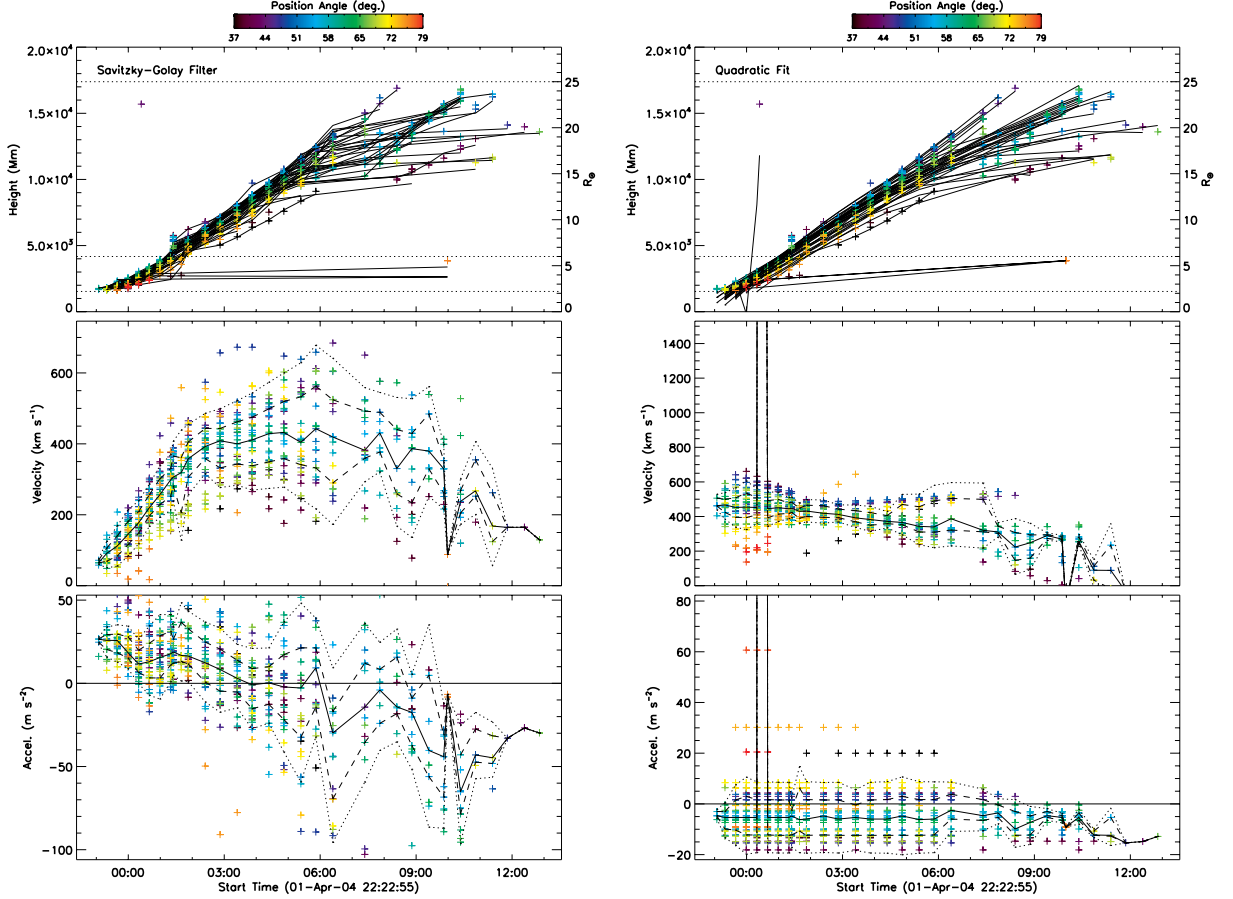 Position Angle (deg.)
37 44 51 58 65 72 79
Savitzky-Golay Filter
Height (Mm)
2.0×10⁴
1.5×10⁴
1.0×10⁴
5.0×10³
0
25
20
15
10
5
0
Velocity (km s⁻¹)
600
400
200
0
Accel. (m s⁻²)
50
0
−50
−100
00:00 03:00 06:00 09:00 12:00
Start Time (01-Apr-04 22:22:55)
Position Angle (deg.)
37 44 51 58 65 72 79
Quadratic Fit
Height (Mm)
2.0×10⁴
1.5×10⁴
1.0×10⁴
5.0×10³
0
25
20
15
10
5
0
Velocity (km s⁻¹)
1400
1200
1000
800
600
400
200
0
Accel. (m s⁻²)
80
60
40
20
0
−20
00:00 03:00 06:00 09:00 12:00
Start Time (01-Apr-04 22:22:55)